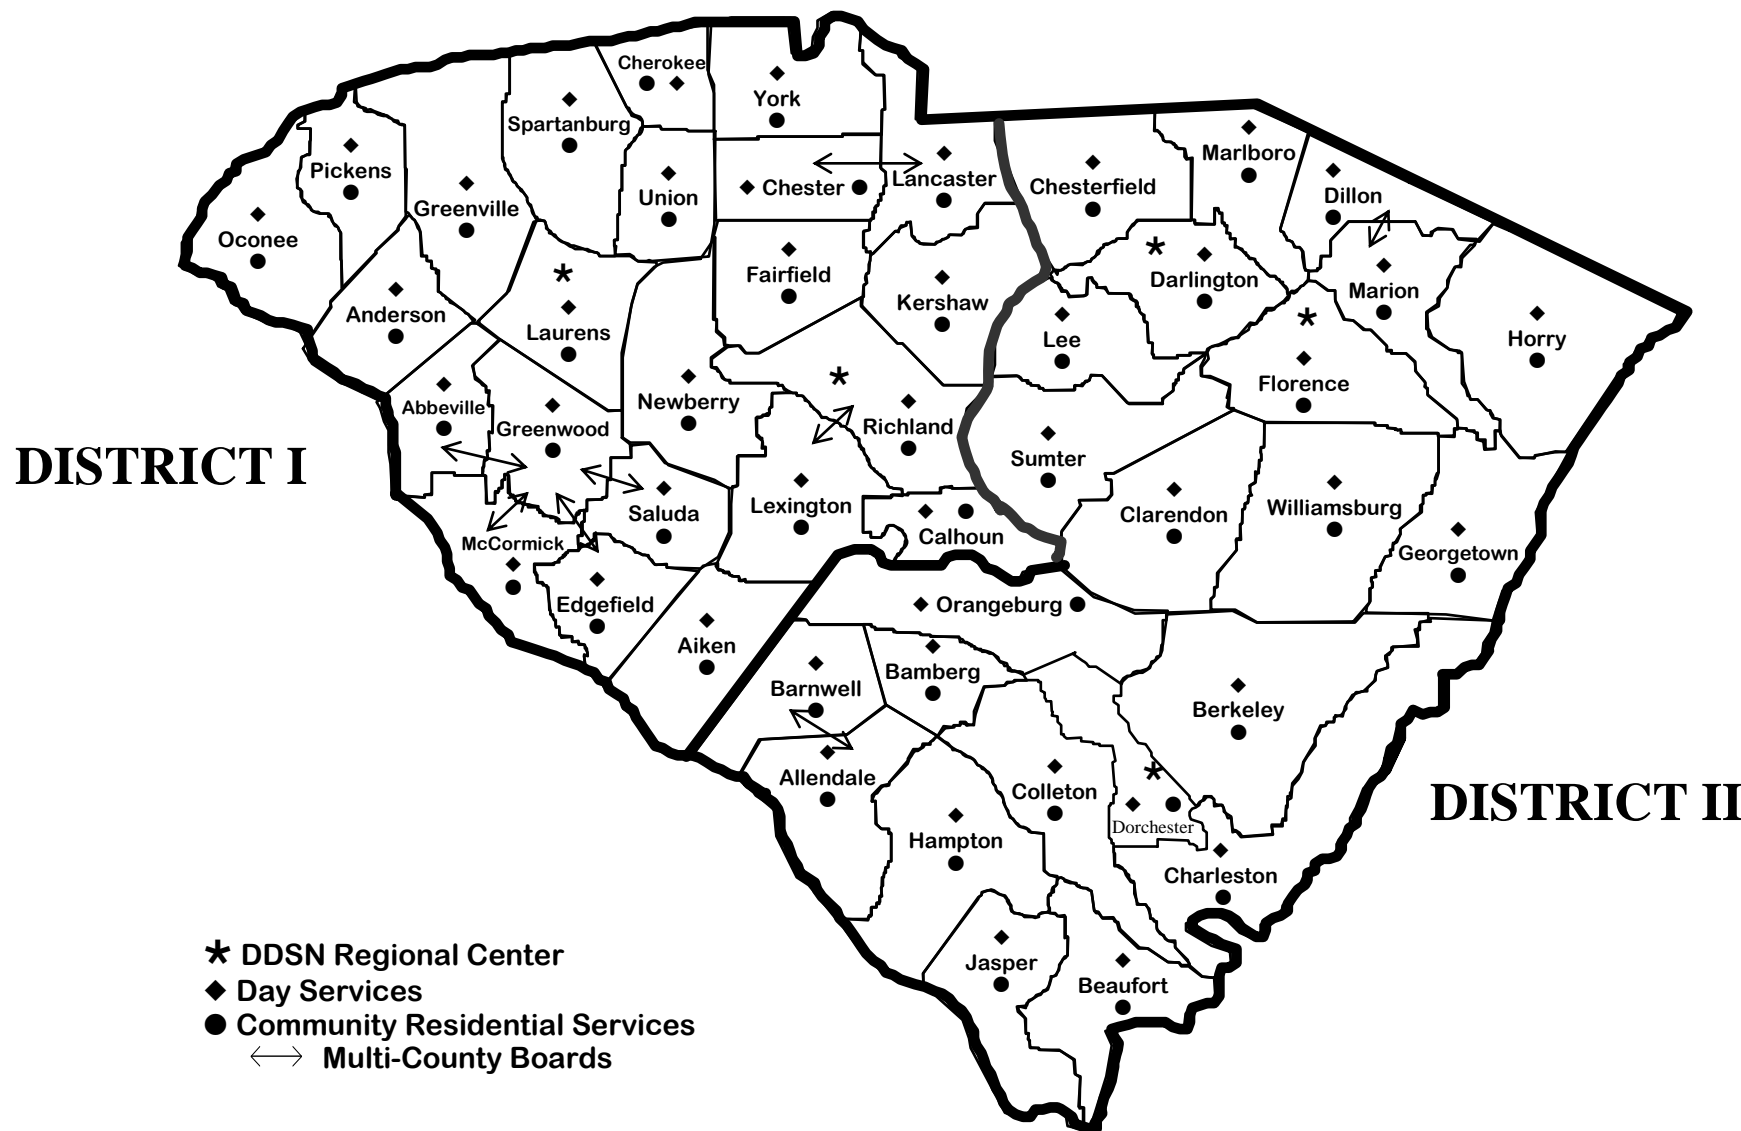 Cherokee
York
Spartanburg
Pickens
Greenville
Union
Chester
Lancaster
Chesterfield
Marlboro
Dillon
Oconee
Anderson
Laurens
Fairfield
Kershaw
Darlington
Marion
Lee
Horry
Abbeville
Greenwood
Newberry
Richland
Florence
DISTRICT I
Sumter
Saluda
Lexington
Calhoun
Clarendon
Williamsburg
Georgetown
McCormick
Edgefield
Orangeburg
Aiken
Barnwell
Bamberg
Berkeley
Allendale
Colleton
Dorchester
DISTRICT II
Hampton
Charleston
Jasper
Beaufort
* DDSN Regional Center
◆ Day Services
● Community Residential Services
↔ Multi-County Boards